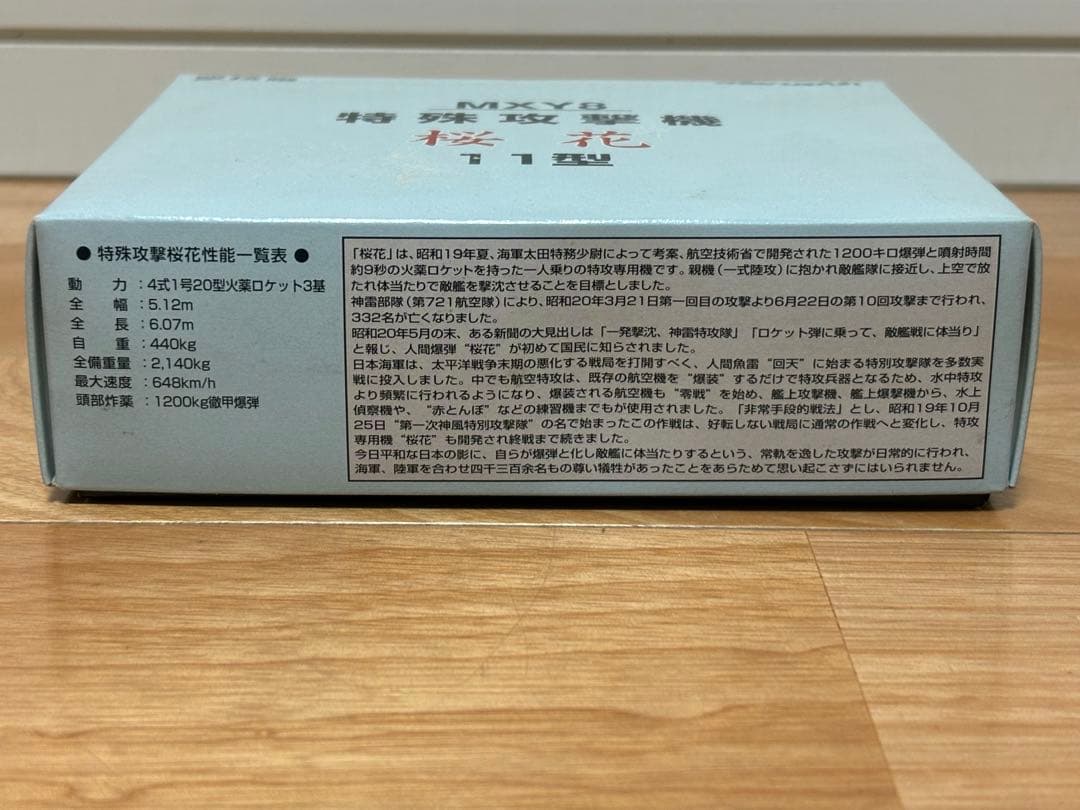 MXY8
特殊攻撃機
桜花
11型
● 特殊攻撃桜花性能一覧表 ●
動力：4式1号20型火薬ロケット3基
全幅：5.12m
全長：6.07m
自重：440kg
全備重量：2,140kg
最大速度：648km/h
頭部炸薬：1200kg徹甲爆弾
「桜花」は、昭和19年夏、海軍太田特務少尉によって考案、航空技術省で開発された1200キロ爆弾と噴射時間
約9秒の火薬ロケットを持った一人乗りの特攻専用機です。親機（一式陸攻）に抱かれ敵艦隊に接近し、上空で放
たれ体当たりで敵艦を撃沈させることを目標としました。
神雷部隊（第721航空隊）により、昭和20年3月21日第一回目の攻撃より6月22日の第10回攻撃まで行われ、
332名が亡くなりました。
昭和20年5月の末、ある新聞の大見出しは「一発撃沈、神雷特攻隊」「ロケット弾に乗って、敵艦戦に体当り」
と報じ、人間爆弾“桜花”が初めて国民に知らされました。
日本海軍は、太平洋戦争末期の悪化する戦局を打開すべく、人間魚雷“回天”に始まる特別攻撃隊を多数実
戦に投入しました。中でも航空特攻は、既存の航空機を“爆装”するだけで特攻兵器となるため、水中特攻
より頻繁に行われるようになり、爆装される航空機も“零戦”を始め、艦上攻撃機、艦上爆撃機から、水上
偵察機や、“赤とんぼ”などの練習機までもが使用されました。「非常手段的戦法」とし、昭和19年10月
25日“第一次神風特別攻撃隊”の名で始まったこの作戦は、好転しない戦局に通常の作戦へと変化し、特攻
専用機“桜花”も開発され終戦まで続きました。
今日平和な日本の影に、自らが爆弾と化し敵艦に体当たりするという、常軌を逸した攻撃が日常的に行われ、
海軍、陸軍を合わせ四千三百余名もの尊い犠牲があったことをあらためて思い起こさずにはいられません。